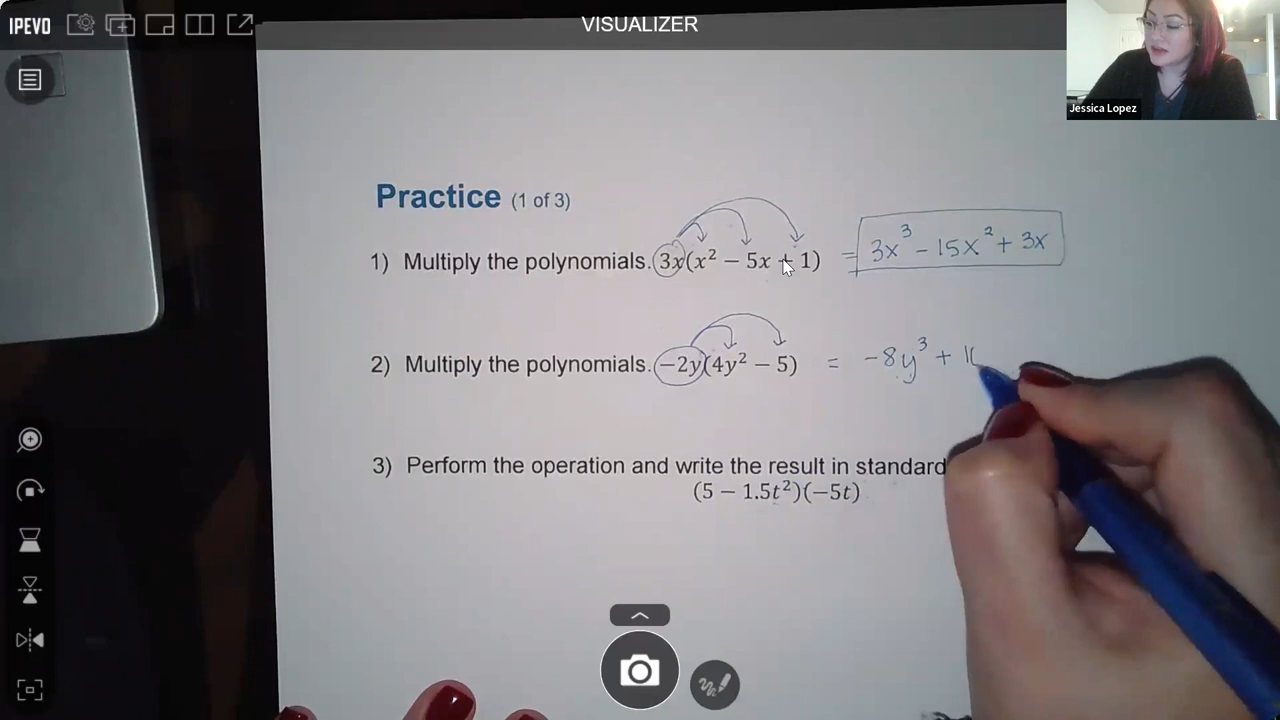 IPEVO
VISUALIZER
Jessica Lopez
Practice (1 of 3)
1) Multiply the polynomials. 3x(x² − 5x + 1) = 3x³ − 15x² + 3x
2) Multiply the polynomials. −2y(4y² − 5) = −8y³ + 10
3) Perform the operation and write the result in standard
(5 − 1.5t²)(−5t)